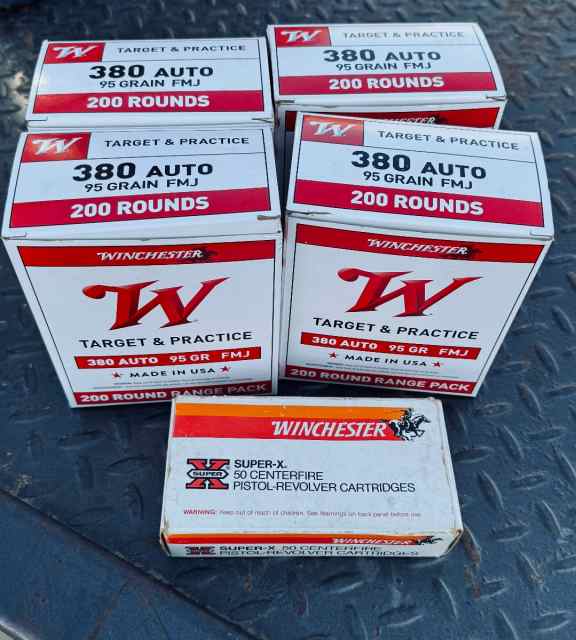 W TARGET & PRACTICE
380 AUTO
95 GRAIN FMJ
200 ROUNDS
W TARGET & PRACTICE
380 AUTO
95 GRAIN FMJ
200 ROUNDS
WINCHESTER
W TARGET & PRACTICE
380 AUTO
95 GRAIN FMJ
200 ROUNDS
WINCHESTER
W
TARGET & PRACTICE
380 AUTO 95 GR FMJ
★ MADE IN USA ★
200 ROUND RANGE PACK
W TARGET & PRACTICE
380 AUTO
95 GRAIN FMJ
200 ROUNDS
WINCHESTER
W
TARGET & PRACTICE
380 AUTO 95 GR FMJ
★ MADE IN USA ★
200 ROUND RANGE PACK
WINCHESTER
X SUPER
SUPER-X®
50 CENTERFIRE
PISTOL-REVOLVER CARTRIDGES
WARNING: Keep out of reach of children. See warnings on back panel before use.
WINCHESTER
SUPER-X 50 CENTERFIRE
PISTOL-REVOLVER CARTRIDGES